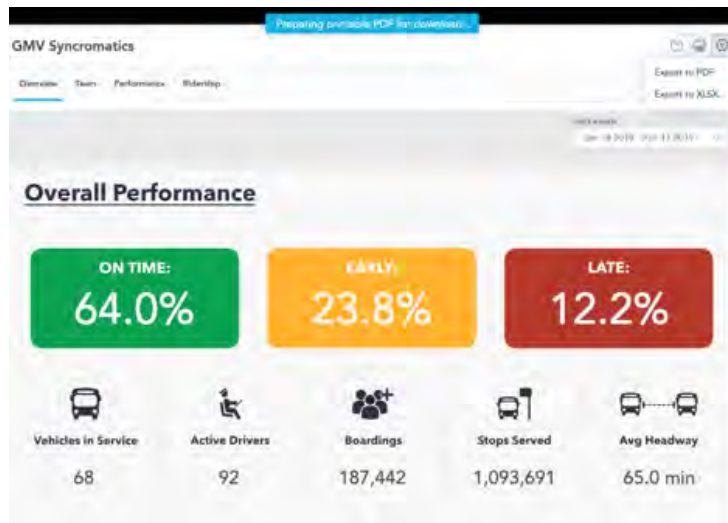 Preparing printable PDF for download...
GMV Syncromatics
Export to PDF
Export to XLSX
Overview Team Performance Ridership
Overall Performance
ON TIME: EARLY: LATE:
64.0% 23.8% 12.2%
Vehicles in Service Active Drivers Boardings Stops Served Avg Headway
68 92 187,442 1,093,691 65.0 min